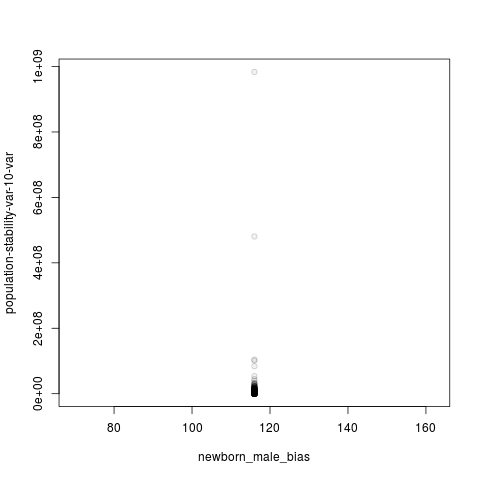 1e+09
8e+08
6e+08
4e+08
2e+08
0e+00
population-stability-var-10-var
80
100
120
140
160
newborn_male_bias